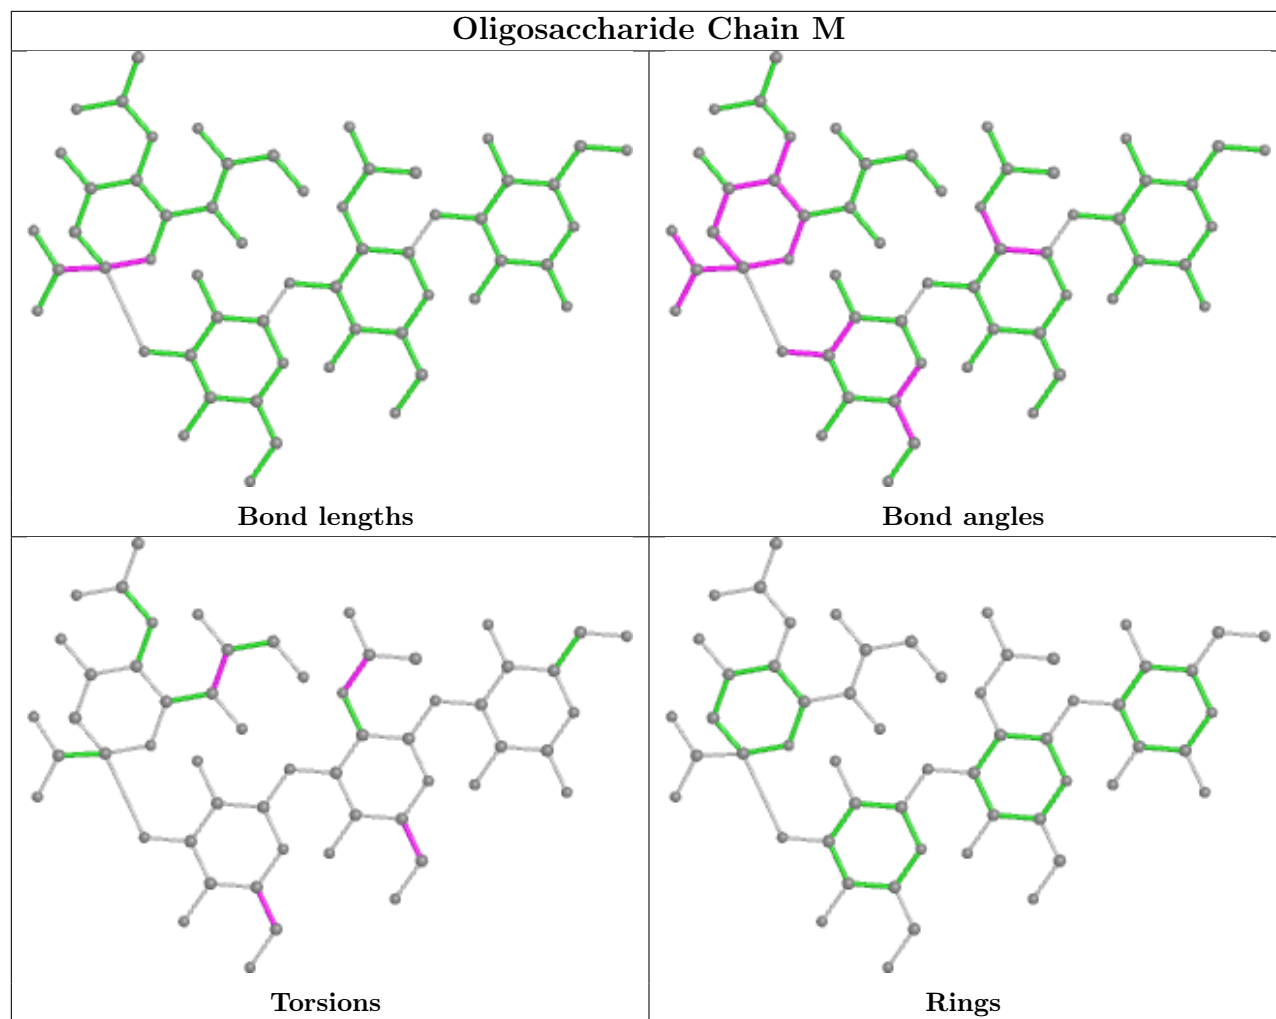 Oligosaccharide Chain M
Bond lengths
Bond angles
Torsions
Rings